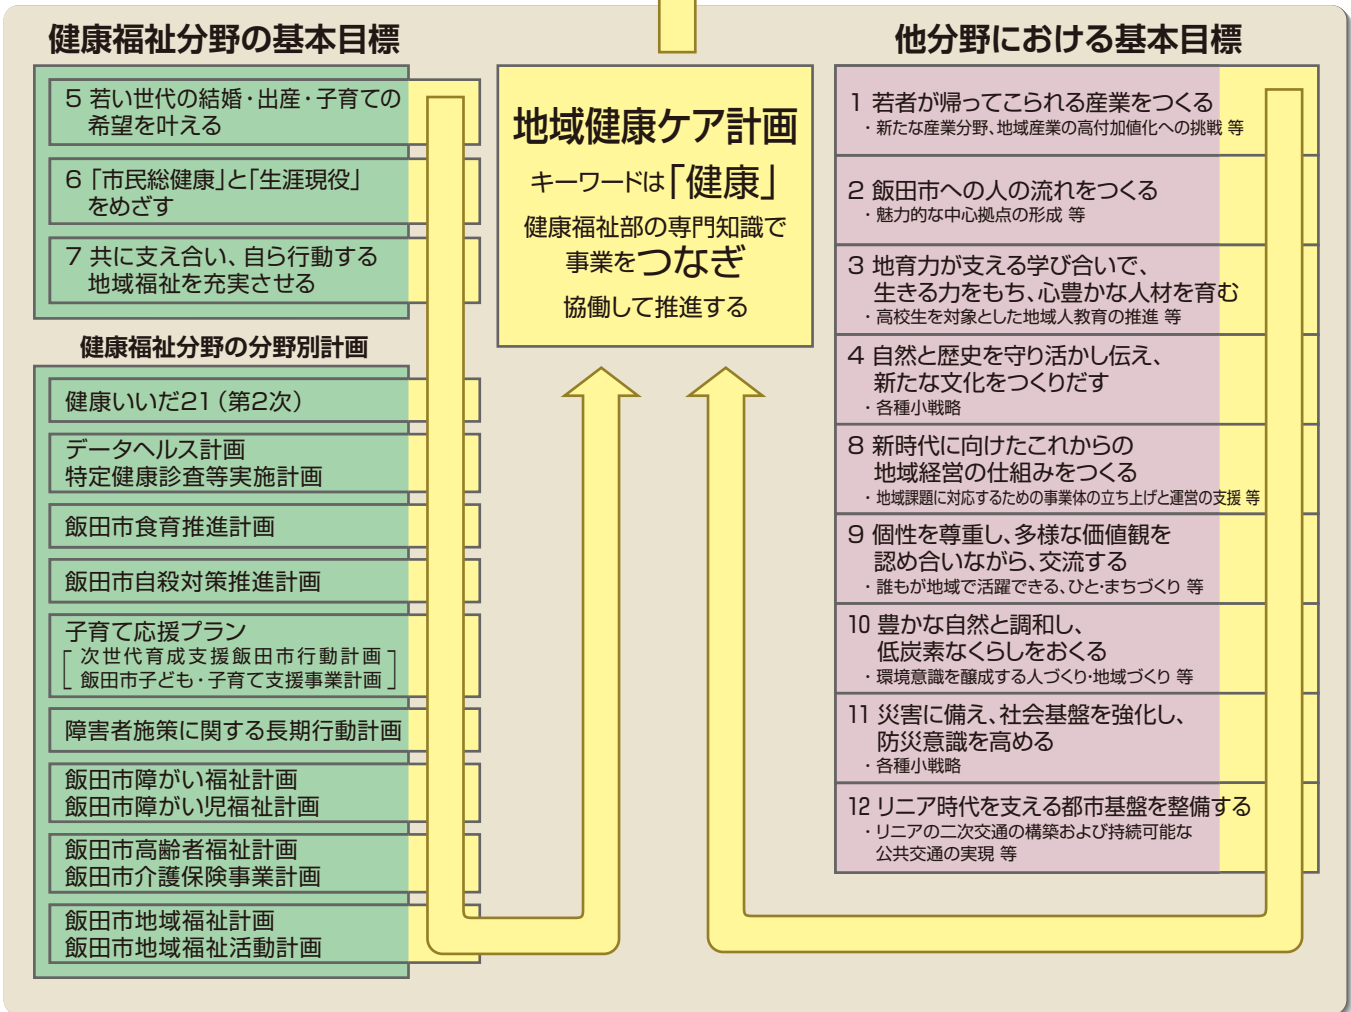 健康福祉分野の基本目標
5 若い世代の結婚・出産・子育ての
希望を叶える
6 「市民総健康」と「生涯現役」
をめざす
7 共に支え合い、自ら行動する
地域福祉を充実させる
健康福祉分野の分野別計画
健康いいだ21（第2次）
データヘルス計画
特定健康診査等実施計画
飯田市食育推進計画
飯田市自殺対策推進計画
子育て応援プラン
次世代育成支援飯田市行動計画
飯田市子ども・子育て支援事業計画
障害者施策に関する長期行動計画
飯田市障がい福祉計画
飯田市障がい児福祉計画
飯田市高齢者福祉計画
飯田市介護保険事業計画
飯田市地域福祉計画
飯田市地域福祉活動計画
地域健康ケア計画
キーワードは「健康」
健康福祉部の専門知識で
事業をつなぎ
協働して推進する
他分野における基本目標
1 若者が帰ってこられる産業をつくる
・新たな産業分野、地域産業の高付加値化への挑戦 等
2 飯田市への人の流れをつくる
・魅力的な中心拠点の形成 等
3 地育力が支える学び合いで、
生きる力をもち、心豊かな人材を育む
・高校生を対象とした地域人教育の推進 等
4 自然と歴史を守り活かし伝え、
新たな文化をつくりだす
・各種小戦略
8 新時代に向けたこれからの
地域経営の仕組みをつくる
・地域課題に対応するための事業体の立ち上げと運営の支援 等
9 個性を尊重し、多様な価値観を
認め合いながら、交流する
・誰もが地域で活躍できる、ひと・まちづくり 等
10 豊かな自然と調和し、
低炭素なくらしをおくる
・環境意識を醸成する人づくり・地域づくり 等
11 災害に備え、社会基盤を強化し、
防災意識を高める
・各種小戦略
12 リニア時代を支える都市基盤を整備する
・リニアの二次交通の構築および持続可能な
公共交通の実現 等